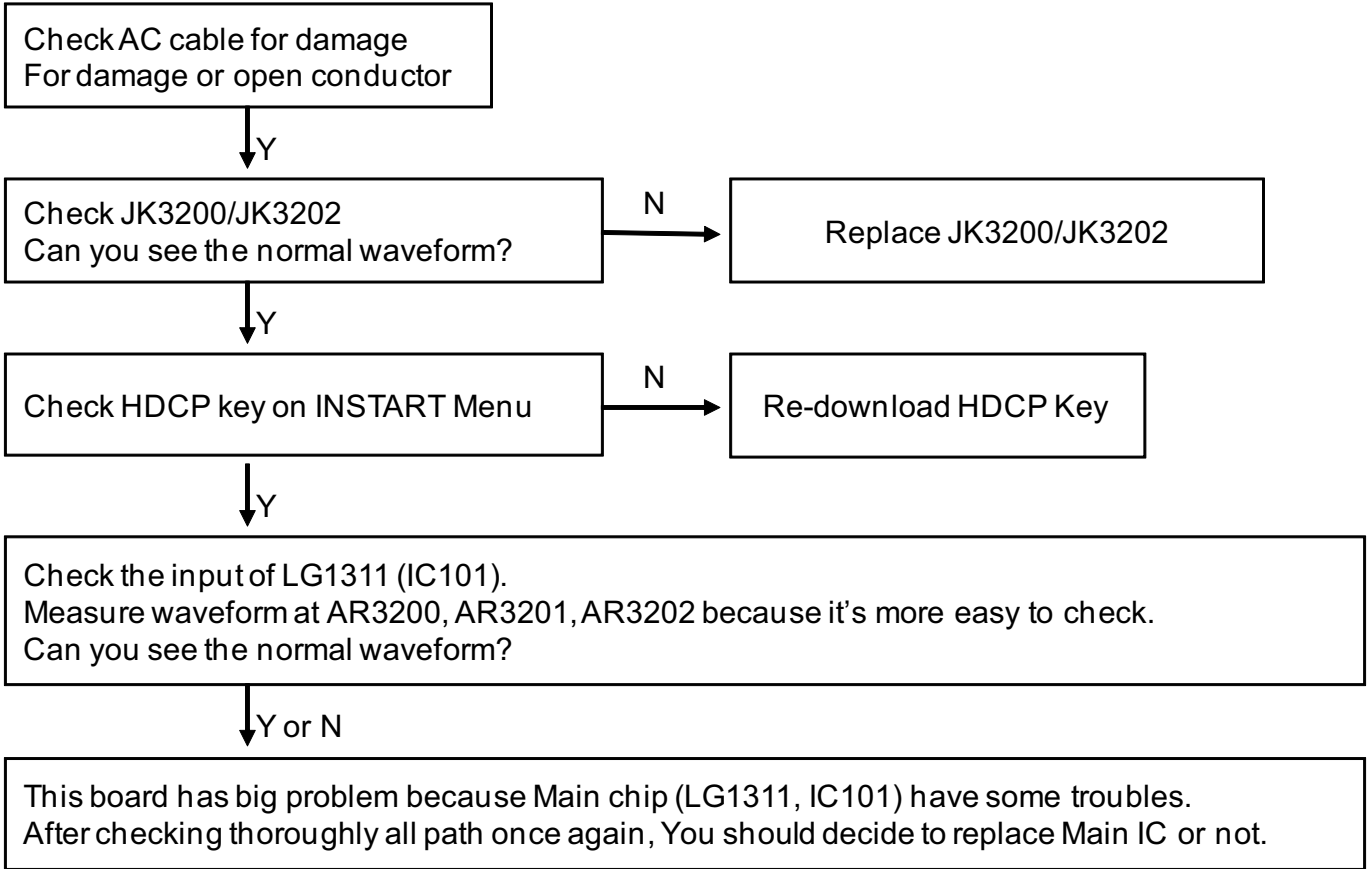 Check AC cable for damage
For damage or open conductor
Y
Check JK3200/JK3202
Can you see the normal waveform?
N
Replace JK3200/JK3202
Y
Check HDCP key on INSTART Menu
N
Re-download HDCP Key
Y
Check the input of LG1311 (IC101).
Measure waveform at AR3200, AR3201, AR3202 because it's more easy to check.
Can you see the normal waveform?
Y or N
This board has big problem because Main chip (LG1311, IC101) have some troubles.
After checking thoroughly all path once again, You should decide to replace Main IC or not.